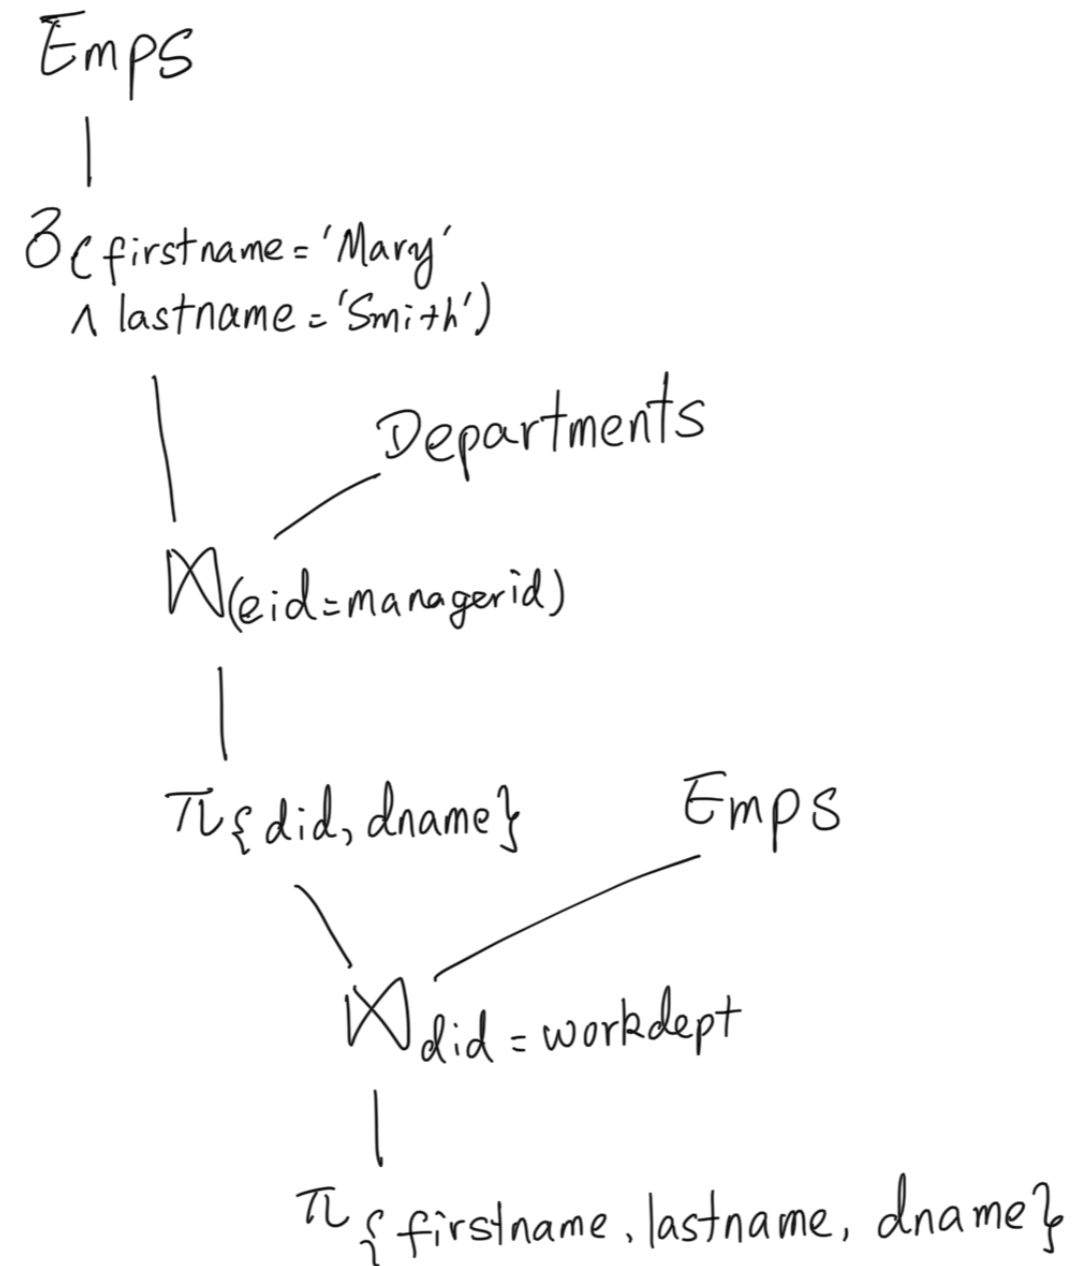 Emps
σ(firstname = 'Mary'
∧ lastname = 'Smith')
Departments
⋈(eid=managerid)
π{did, dname}
Emps
⋈did = workdept
π{firstname, lastname, dname}